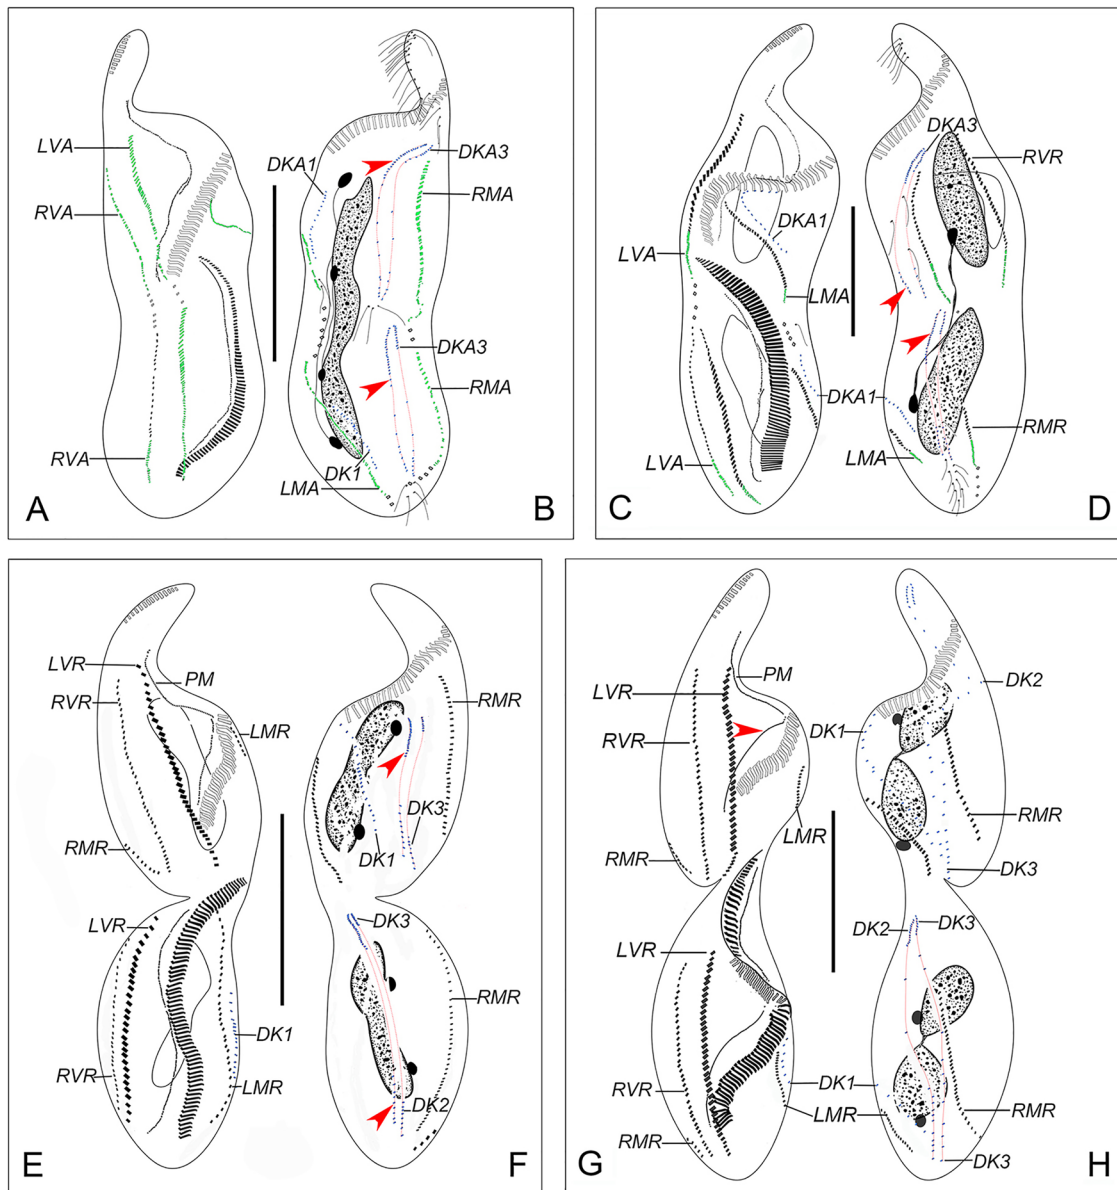 LVA
RVA
RVA
A
DKA1
DKA3
RMA
DKA3
RMA
DK1
LMA
B
LVA
DKA1
LMA
LVA
C
DKA3
RVR
DKA1
RMR
LMA
D
LVR
PM
RVR
LMR
RMR
LVR
DK1
RVR
LMR
E
RMR
DK3
DK1
DK3
RMR
DK2
F
PM
LVR
RVR
LMR
RMR
LVR
RVR
DK1
LMR
RMR
G
DK2
DK1
RMR
DK3
DK2
DK3
RMR
DK3
H